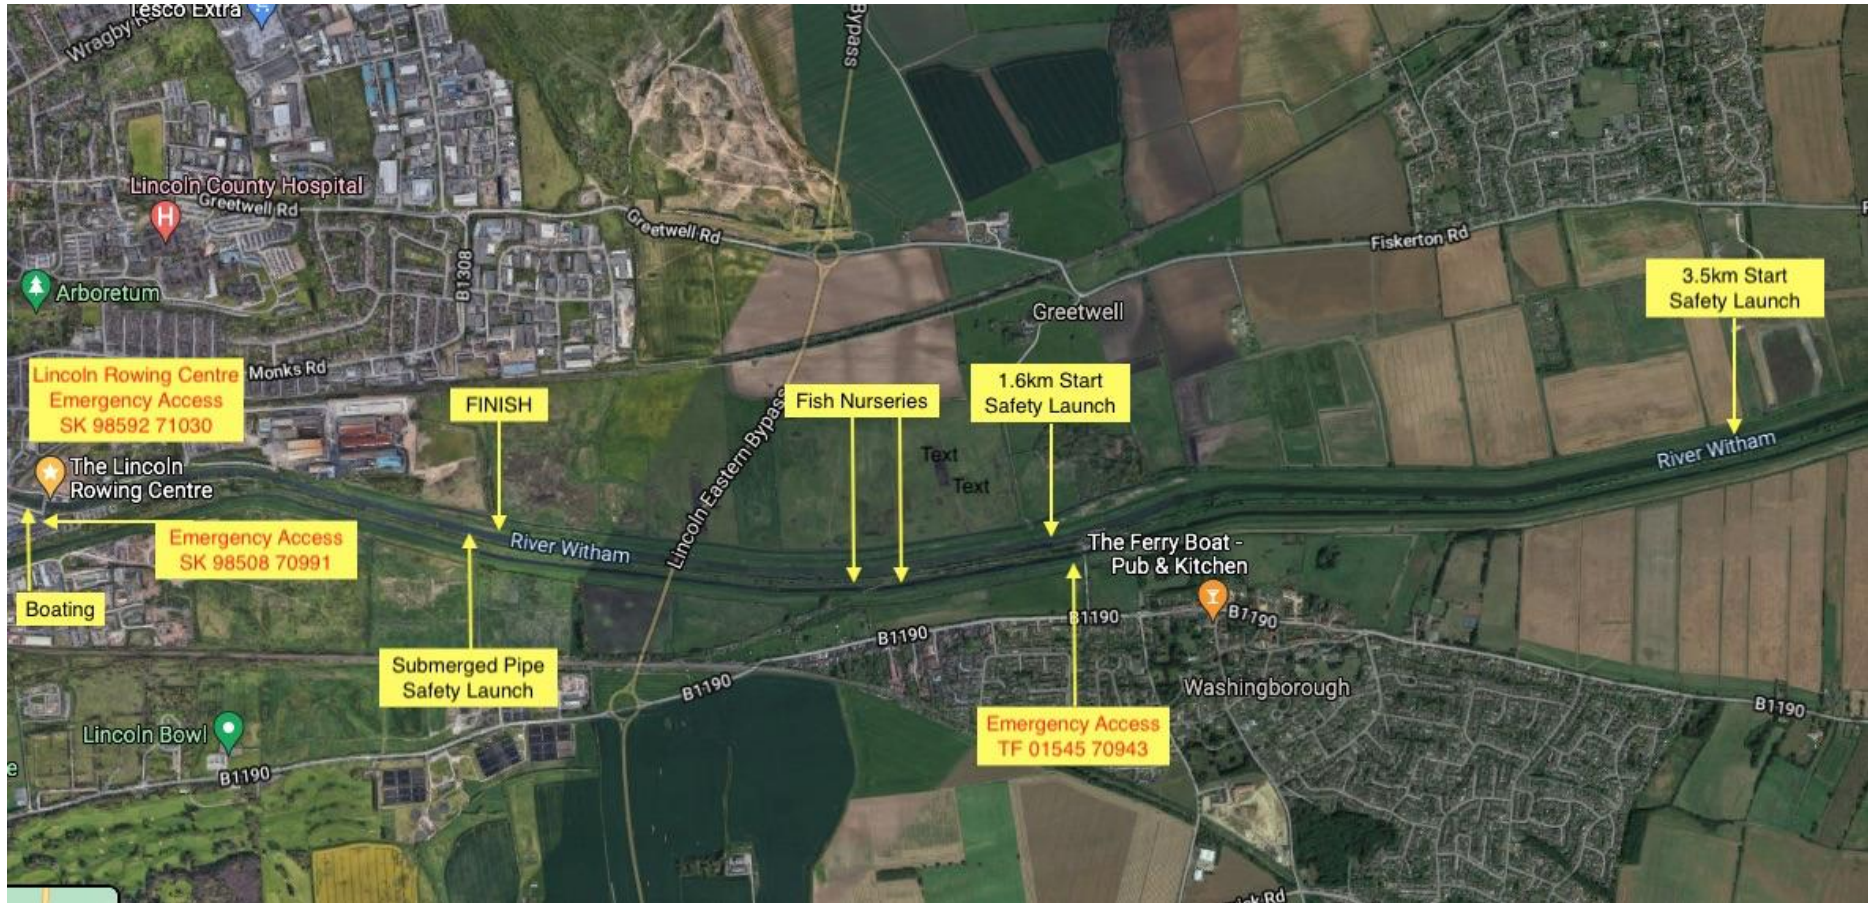 Tesco Extra
Wragby
Bypass
Lincoln County Hospital
Greetwell Rd
Greetwell Rd
Fiskerton Rd
B1308
Arboretum
Greetwell
3.5km Start
Safety Launch
Monks Rd
Lincoln Rowing Centre
Emergency Access
SK 98592 71030
FINISH
Fish Nurseries
1.6km Start
Safety Launch
River Witham
The Lincoln
Rowing Centre
Text
Text
Lincoln Eastern Bypass
Emergency Access
SK 98508 70991
River Witham
The Ferry Boat -
Pub & Kitchen
Boating
B1190
B1190
B1190
Submerged Pipe
Safety Launch
B1190
Washingborough
B1190
Emergency Access
TF 01545 70943
Lincoln Bowl
B1190
e
Rd